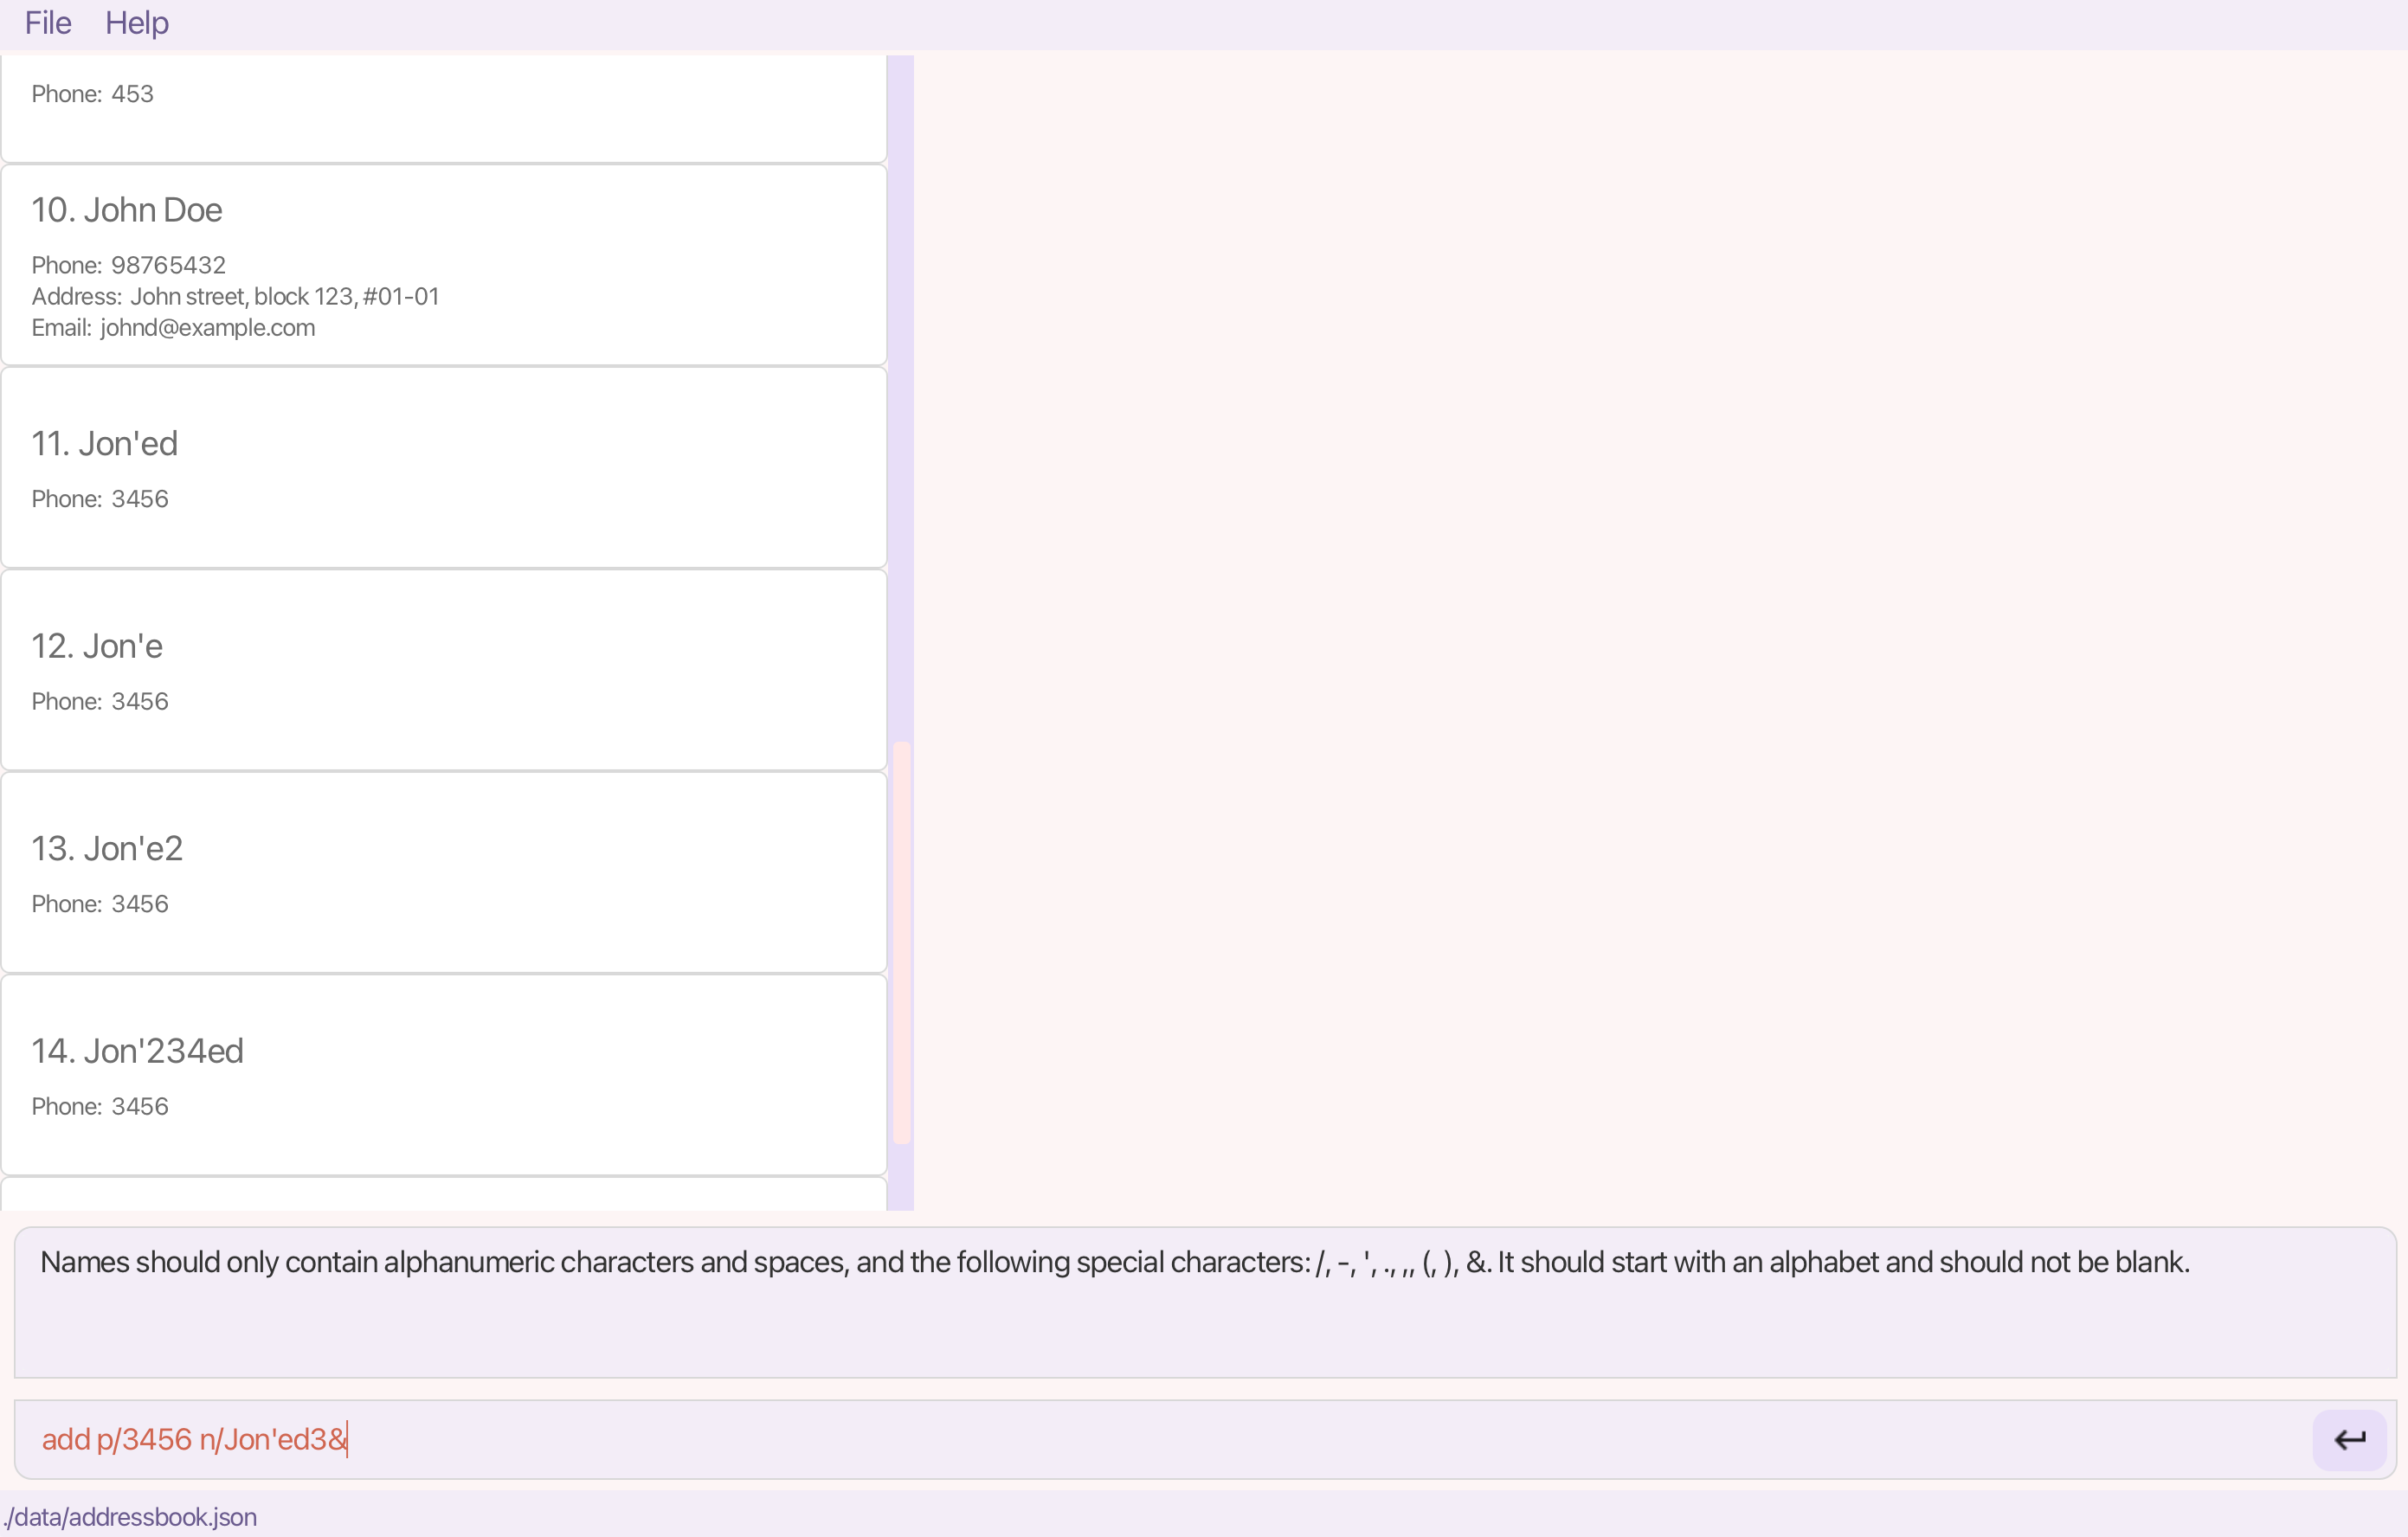 File Help
Phone: 453
10. John Doe
Phone: 98765432
Address: John street, block 123, #01-01
Email: johnd@example.com
11. Jon'ed
Phone: 3456
12. Jon'e
Phone: 3456
13. Jon'e2
Phone: 3456
14. Jon'234ed
Phone: 3456
Names should only contain alphanumeric characters and spaces, and the following special characters: /, -, ', ., ,, (, ), &. It should start with an alphabet and should not be blank.
add p/3456 n/Jon'ed3&
./data/addressbook.json